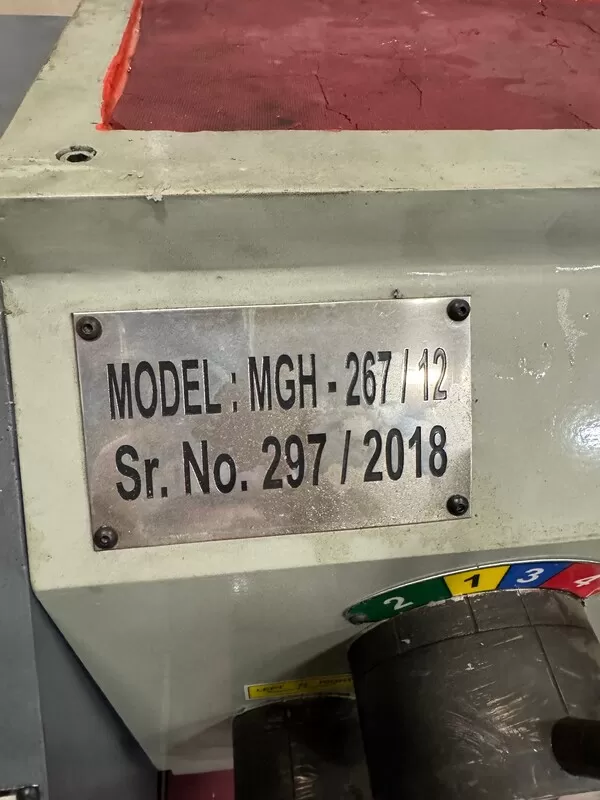 MODEL : MGH - 267 / 12
Sr. No. 297 / 2018
2 1 3 4